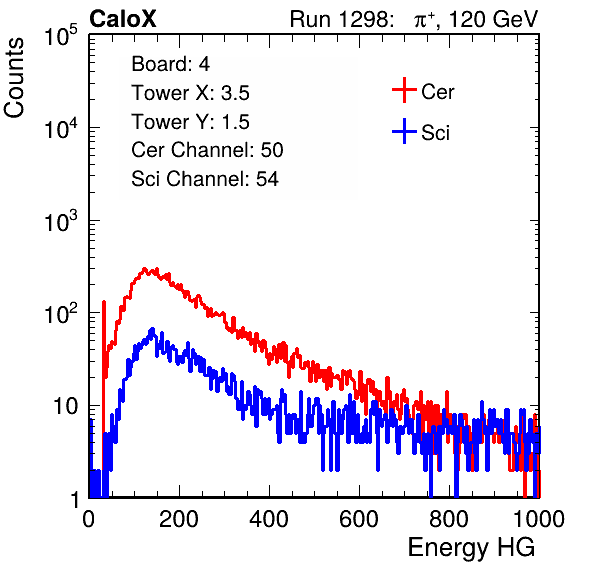 CaloX Run 1298: π⁺, 120 GeV
Counts
10⁵
10⁴
10³
10²
10
1
Board: 4
Tower X: 3.5
Tower Y: 1.5
Cer Channel: 50
Sci Channel: 54
Cer
Sci
0 200 400 600 800 1000
Energy HG